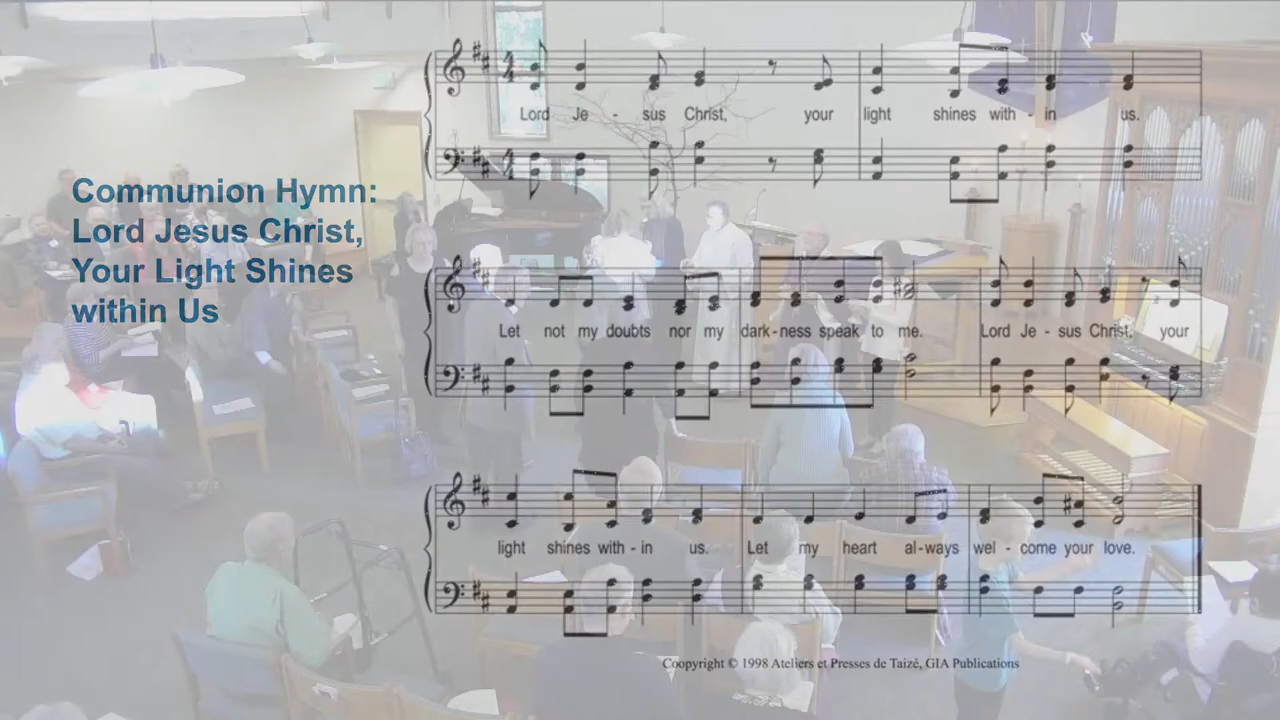 Communion Hymn:
Lord Jesus Christ,
Your Light Shines
within Us
Lord Je - sus Christ, your light shines with - in us.
Let not my doubts nor my dark - ness speak to me. Lord Je - sus Christ, your
light shines with - in us. Let my heart al - ways wel - come your love.
Coopyright © 1998 Ateliers et Presses de Taizé, GIA Publications